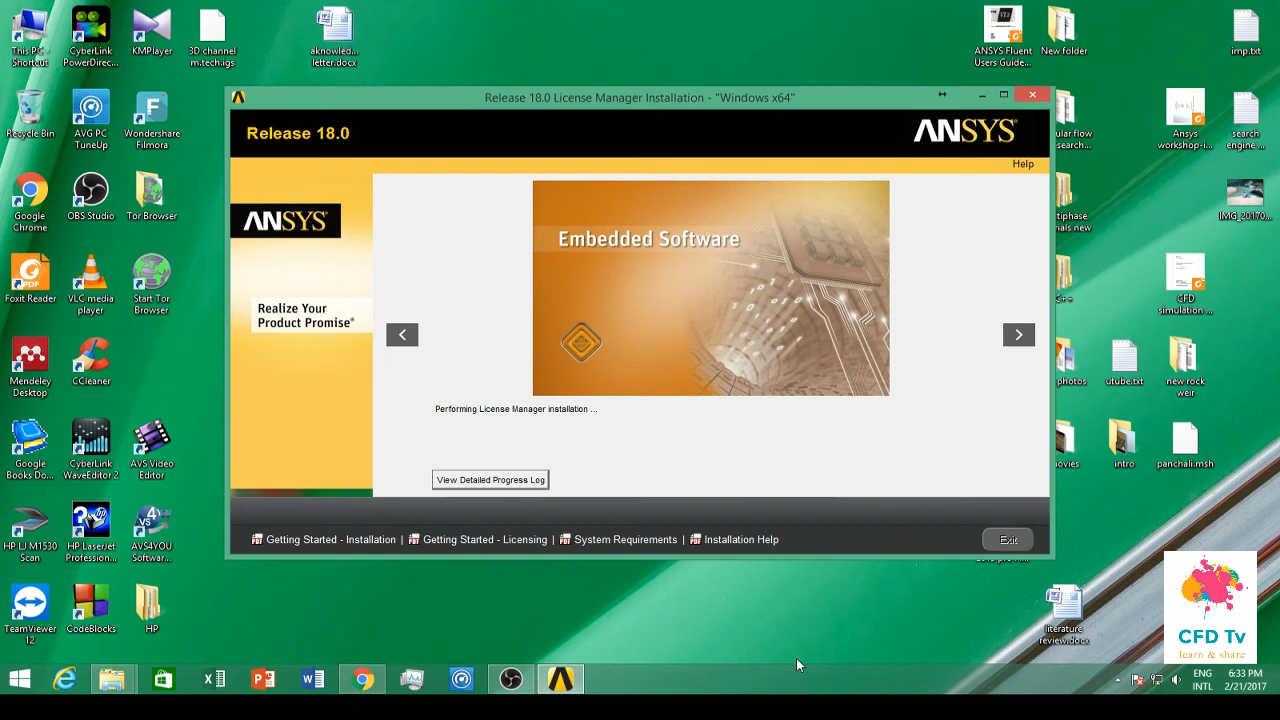 This PC -
Shortcut
CyberLink
PowerDirec...
KMPlayer
3D channel
m.tech.igs
aknowled...
letter.docx
ANSYS Fluent
Users Guide...
New folder
imp.txt
Release 18.0 License Manager Installation - "Windows x64"
Release 18.0
ANSYS
Help
Recycle Bin
AVG PC
TuneUp
Wondershare
Filmora
Ansys
workshop-i...
search
engine ...
ANSYS®
Embedded Software
Google
Chrome
OBS Studio
Tor Browser
IMG_20170...
Realize Your
Product Promise®
Foxit Reader
VLC media
player
Start Tor
Browser
C++
CFD
simulation ...
Mendeley
Desktop
CCleaner
photos
utube.txt
new rock
weir
Performing License Manager installation ...
View Detailed Progress Log
Google
Books Do...
CyberLink
WaveEditor 2
AVS Video
Editor
intro
panchali.msh
HP LJ M1530
Scan
HP LaserJet
Profession...
AVS4YOU
Softwar...
Getting Started - Installation | Getting Started - Licensing | System Requirements | Installation Help
Exit
TeamViewer
12
CodeBlocks
HP
literature
review.docx
CFD Tv
learn & share
ENG
INTL
6:33 PM
2/21/2017